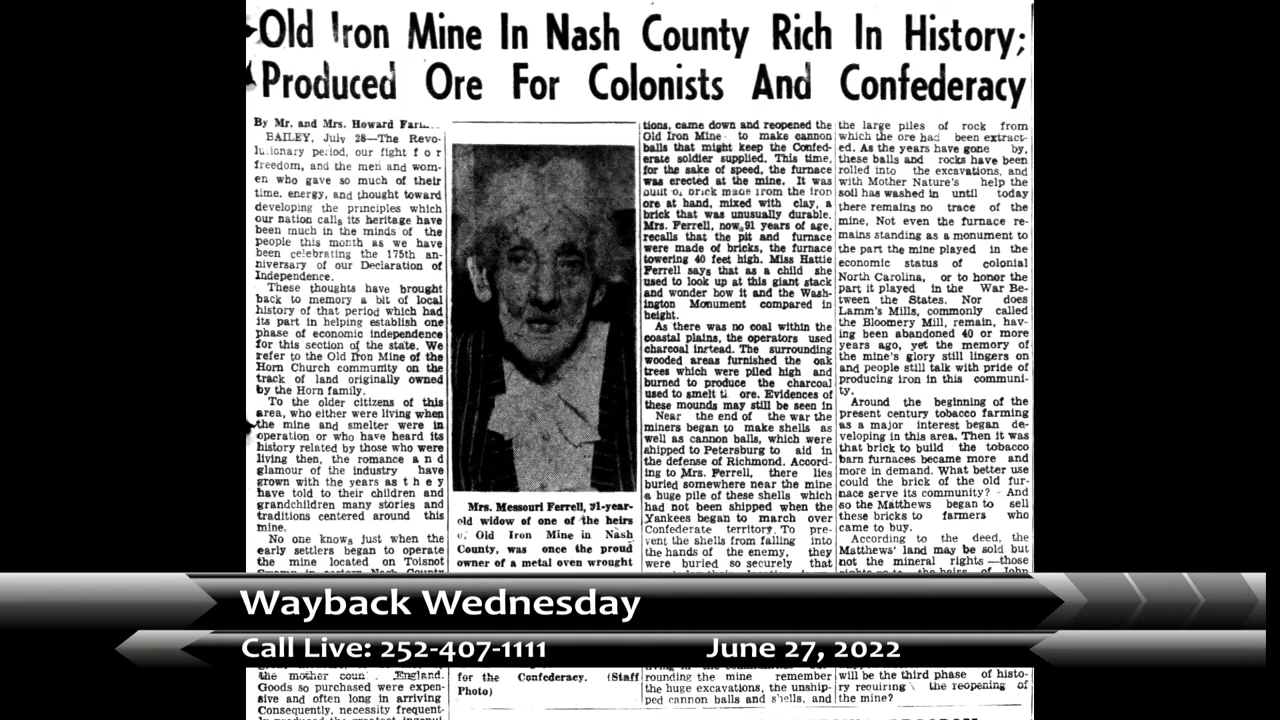 Old Iron Mine In Nash County Rich In History;
Produced Ore For Colonists And Confederacy
By Mr. and Mrs. Howard
BAILEY, July 28—The Revo-
lutionary period, our fight for
freedom, and the men and wom-
en who gave so much of their
time, energy, and thought toward
developing the principles which
our nation calls its heritage have
been much in the minds of the
people this month as we have
been celebrating the 175th an-
niversary of our Declaration of
Independence.
These thoughts have brought
back to memory a bit of local
history of that period which had
its part in helping establish one
phase of economic independence
for this section of the state. We
refer to the Old Iron Mine of the
Horn Church community on the
track of land originally owned
by the Horn family.
To the older citizens of this
area, who either were living when
the mine and smelter were in
operation or who have heard its
history related by those who were
living then, the romance and
glamour of the industry have
grown with the years as they
have told to their children and
grandchildren many stories and
traditions centered around this
mine.
No one knows just when the
early settlers began to operate
the mine located on Toisnot
the mother England.
Goods so purchased were expen-
sive and often long in arriving
Consequently, necessity frequent-
Mrs. Messouri Ferrell, 91-year-
old widow of one of the heirs
Old Iron Mine in Nash
County, was once the proud
owner of a metal oven wrought
for the Confederacy. (Staff
Photo)
tions, came down and reopened the
Old Iron Mine to make cannon
balls that might keep the Confed-
erate soldier supplied. This time,
for the sake of speed, the furnace
was erected at the mine. It was
built of brick made from the iron
ore at hand, mixed with clay, a
brick that was unusually durable.
Mrs. Ferrell, now 91 years of age,
recalls that the pit and furnace
were made of bricks, the furnace
towering 40 feet high. Miss Hattie
Ferrell says that as a child she
used to look up at this giant stack
and wonder how it and the Wash-
ington Monument compared in
height.
As there was no coal within the
coastal plains, the operators used
charcoal instead. The surrounding
wooded areas furnished the oak
trees which were piled high and
burned to produce the charcoal
used to smelt ore. Evidences of
these mounds may still be seen in
Near the end of the war the
miners began to make shells as
well as cannon balls, which were
shipped to Petersburg to aid in
the defense of Richmond. Accord-
ing to Mrs. Ferrell, there lies
buried somewhere near the mine
a huge pile of these shells which
had not been shipped when the
Yankees began to march over
Confederate territory. To pre-
vent the shells from falling into
the hands of the enemy, they
were buried so securely that
rounding the mine remember
the huge excavations, the unship-
ped cannon balls and shells, and
the large piles of rock from
which the ore had been extract-
ed. As the years have gone by,
these balls and rocks have been
rolled into the excavations, and
with Mother Nature's help the
soil has washed in until today
there remains no trace of the
mine, Not even the furnace re-
mains standing as a monument to
the part the mine played in the
economic status of colonial
North Carolina, or to honor the
part it played in the War Be-
tween the States. Nor does
Lamm's Mills, commonly called
the Bloomery Mill, remain, hav-
ing been abandoned 40 or more
years ago, yet the memory of
the mine's glory still lingers on
and people still talk with pride of
producing iron in this communi-
ty.
Around the beginning of the
present century tobacco farming
as a major interest began de-
veloping in this area. Then it was
that brick to build the tobacco
barn furnaces became more and
more in demand. What better use
could the brick of the old fur-
nace serve its community? And
so the Matthews began to sell
these bricks to farmers who
came to buy.
According to the deed, the
Matthews' land may be sold but
not the mineral rights—those
will be the third phase of histo-
ry requiring the reopening of
the mine?
Wayback Wednesday
Call Live: 252-407-1111
June 27, 2022